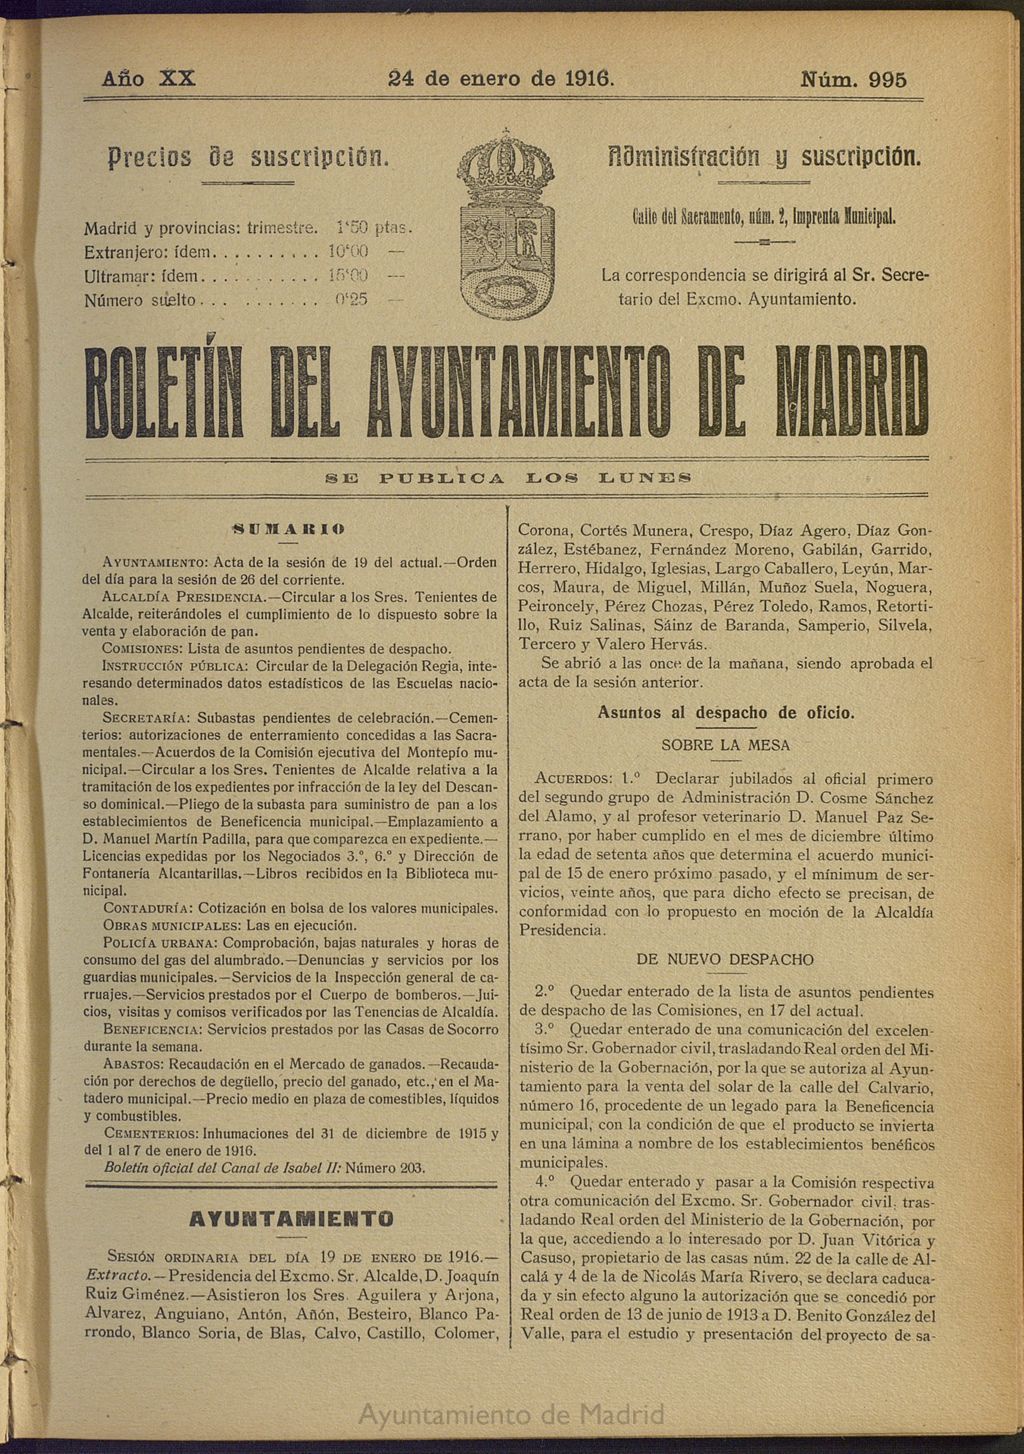 Año XX
24 de enero de 1916.
Núm. 995
Precios de suscripción.
Madrid y provincias: trimestre. 1'50 ptas.
Extranjero: ídem. . . . . . . . . . 10'00 —
Ultramar: ídem. . . . . . . . . . . 15'00 —
Número suelto . . . . . . . . . . 0'25 —
Administración y suscripción.
Calle del Sacramento, núm. 2, Imprenta Municipal.
La correspondencia se dirigirá al Sr. Secre-
tario del Excmo. Ayuntamiento.
BOLETÍN DEL AYUNTAMIENTO DE MADRID
SE PUBLICA LOS LUNES
SUMARIO
AYUNTAMIENTO: Acta de la sesión de 19 del actual.—Orden
del día para la sesión de 26 del corriente.
ALCALDÍA PRESIDENCIA.—Circular a los Sres. Tenientes de
Alcalde, reiterándoles el cumplimiento de lo dispuesto sobre la
venta y elaboración de pan.
COMISIONES: Lista de asuntos pendientes de despacho.
INSTRUCCIÓN PÚBLICA: Circular de la Delegación Regia, inte-
resando determinados datos estadísticos de las Escuelas nacio-
nales.
SECRETARÍA: Subastas pendientes de celebración.—Cemen-
terios: autorizaciones de enterramiento concedidas a las Sacra-
mentales.—Acuerdos de la Comisión ejecutiva del Montepío mu-
nicipal.—Circular a los Sres. Tenientes de Alcalde relativa a la
tramitación de los expedientes por infracción de la ley del Descan-
so dominical.—Pliego de la subasta para suministro de pan a los
establecimientos de Beneficencia municipal.—Emplazamiento a
D. Manuel Martín Padilla, para que comparezca en expediente.—
Licencias expedidas por los Negociados 3.º, 6.º y Dirección de
Fontanería Alcantarillas.—Libros recibidos en la Biblioteca mu-
nicipal.
CONTADURÍA: Cotización en bolsa de los valores municipales.
OBRAS MUNICIPALES: Las en ejecución.
POLICÍA URBANA: Comprobación, bajas naturales y horas de
consumo del gas del alumbrado.—Denuncias y servicios por los
guardias municipales.—Servicios de la Inspección general de ca-
rruajes.—Servicios prestados por el Cuerpo de bomberos.—Jui-
cios, visitas y comisos verificados por las Tenencias de Alcaldía.
BENEFICENCIA: Servicios prestados por las Casas de Socorro
durante la semana.
ABASTOS: Recaudación en el Mercado de ganados.—Recauda-
ción por derechos de degüello, precio del ganado, etc., en el Ma-
tadero municipal.—Precio medio en plaza de comestibles, líquidos
y combustibles.
CEMENTERIOS: Inhumaciones del 31 de diciembre de 1915 y
del 1 al 7 de enero de 1916.
Boletín oficial del Canal de Isabel II: Número 203.
AYUNTAMIENTO
SESIÓN ORDINARIA DEL DÍA 19 DE ENERO DE 1916.—
Extracto.—Presidencia del Excmo. Sr. Alcalde, D. Joaquín
Ruiz Giménez.—Asistieron los Sres. Aguilera y Arjona,
Alvarez, Anguiano, Antón, Añón, Besteiro, Blanco Pa-
rrondo, Blanco Soria, de Blas, Calvo, Castillo, Colomer,
Corona, Cortés Munera, Crespo, Díaz Agero, Díaz Gon-
zález, Estébanez, Fernández Moreno, Gabilán, Garrido,
Herrero, Hidalgo, Iglesias, Largo Caballero, Leyún, Mar-
cos, Maura, de Miguel, Millán, Muñoz Suela, Noguera,
Peironcely, Pérez Chozas, Pérez Toledo, Ramos, Retorti-
llo, Ruiz Salinas, Sáinz de Baranda, Samperio, Silvela,
Tercero y Valero Hervás.
Se abrió a las once de la mañana, siendo aprobada el
acta de la sesión anterior.
Asuntos al despacho de oficio.
SOBRE LA MESA
ACUERDOS: 1.º Declarar jubilados al oficial primero
del segundo grupo de Administración D. Cosme Sánchez
del Alamo, y al profesor veterinario D. Manuel Paz Se-
rrano, por haber cumplido en el mes de diciembre último
la edad de setenta años que determina el acuerdo munici-
pal de 15 de enero próximo pasado, y el mínimum de ser-
vicios, veinte años, que para dicho efecto se precisan, de
conformidad con lo propuesto en moción de la Alcaldía
Presidencia.
DE NUEVO DESPACHO
2.º Quedar enterado de la lista de asuntos pendientes
de despacho de las Comisiones, en 17 del actual.
3.º Quedar enterado de una comunicación del excelen-
tísimo Sr. Gobernador civil, trasladando Real orden del Mi-
nisterio de la Gobernación, por la que se autoriza al Ayun-
tamiento para la venta del solar de la calle del Calvario,
número 16, procedente de un legado para la Beneficencia
municipal, con la condición de que el producto se invierta
en una lámina a nombre de los establecimientos benéficos
municipales.
4.º Quedar enterado y pasar a la Comisión respectiva
otra comunicación del Excmo. Sr. Gobernador civil, tras-
ladando Real orden del Ministerio de la Gobernación, por
la que, accediendo a lo interesado por D. Juan Vitórica y
Casuso, propietario de las casas núm. 22 de la calle de Al-
calá y 4 de la de Nicolás María Rivero, se declara caduca-
da y sin efecto alguno la autorización que se concedió por
Real orden de 13 de junio de 1913 a D. Benito González del
Valle, para el estudio y presentación del proyecto de sa-
Ayuntamiento de Madrid